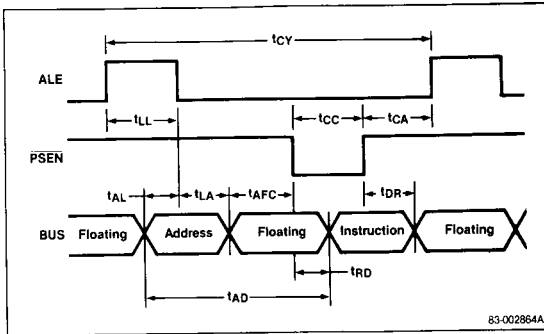 tCY
ALE
tLL
tCC
tCA
PSEN
tAL
tLA
tAFC
tDR
BUS
Floating
Address
Floating
Instruction
Floating
tRD
tAD
83-002864A